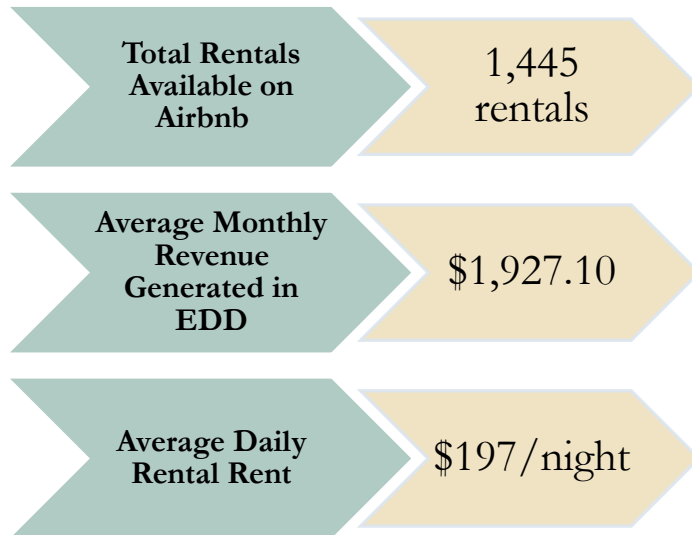 Total Rentals
Available on
Airbnb
1,445
rentals
Average Monthly
Revenue
Generated in
EDD
$1,927.10
Average Daily
Rental Rent
$197/night